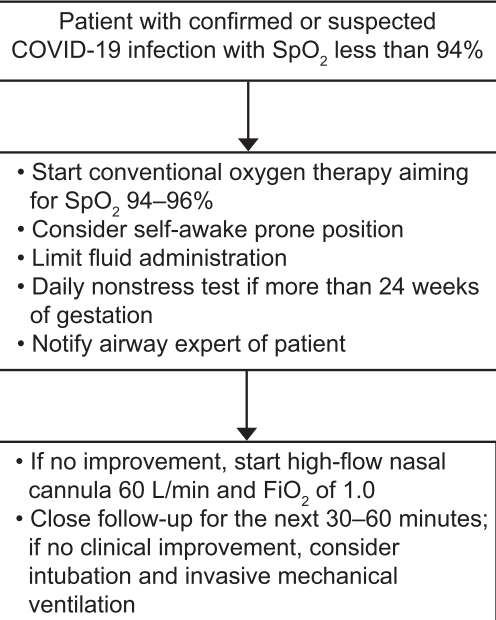 Patient with confirmed or suspected
COVID-19 infection with SpO₂ less than 94%
• Start conventional oxygen therapy aiming
for SpO₂ 94–96%
• Consider self-awake prone position
• Limit fluid administration
• Daily nonstress test if more than 24 weeks
of gestation
• Notify airway expert of patient
• If no improvement, start high-flow nasal
cannula 60 L/min and FiO₂ of 1.0
• Close follow-up for the next 30–60 minutes;
if no clinical improvement, consider
intubation and invasive mechanical
ventilation